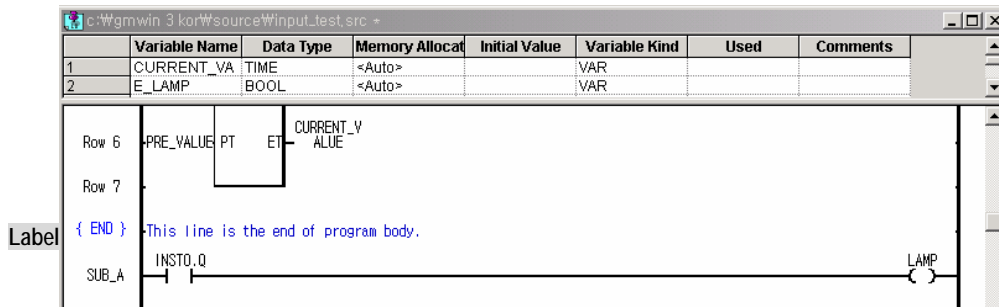 c:\gmwin 3 kor\source\input_test.src *
Variable Name Data Type Memory Allocat Initial Value Variable Kind Used Comments
1 CURRENT_VA TIME <Auto> VAR
2 E_LAMP BOOL <Auto> VAR
CURRENT_V
Row 6 PRE_VALUE PT ET ALUE
Row 7
Label { END } This line is the end of program body.
INST0.Q LAMP
SUB_A ( )